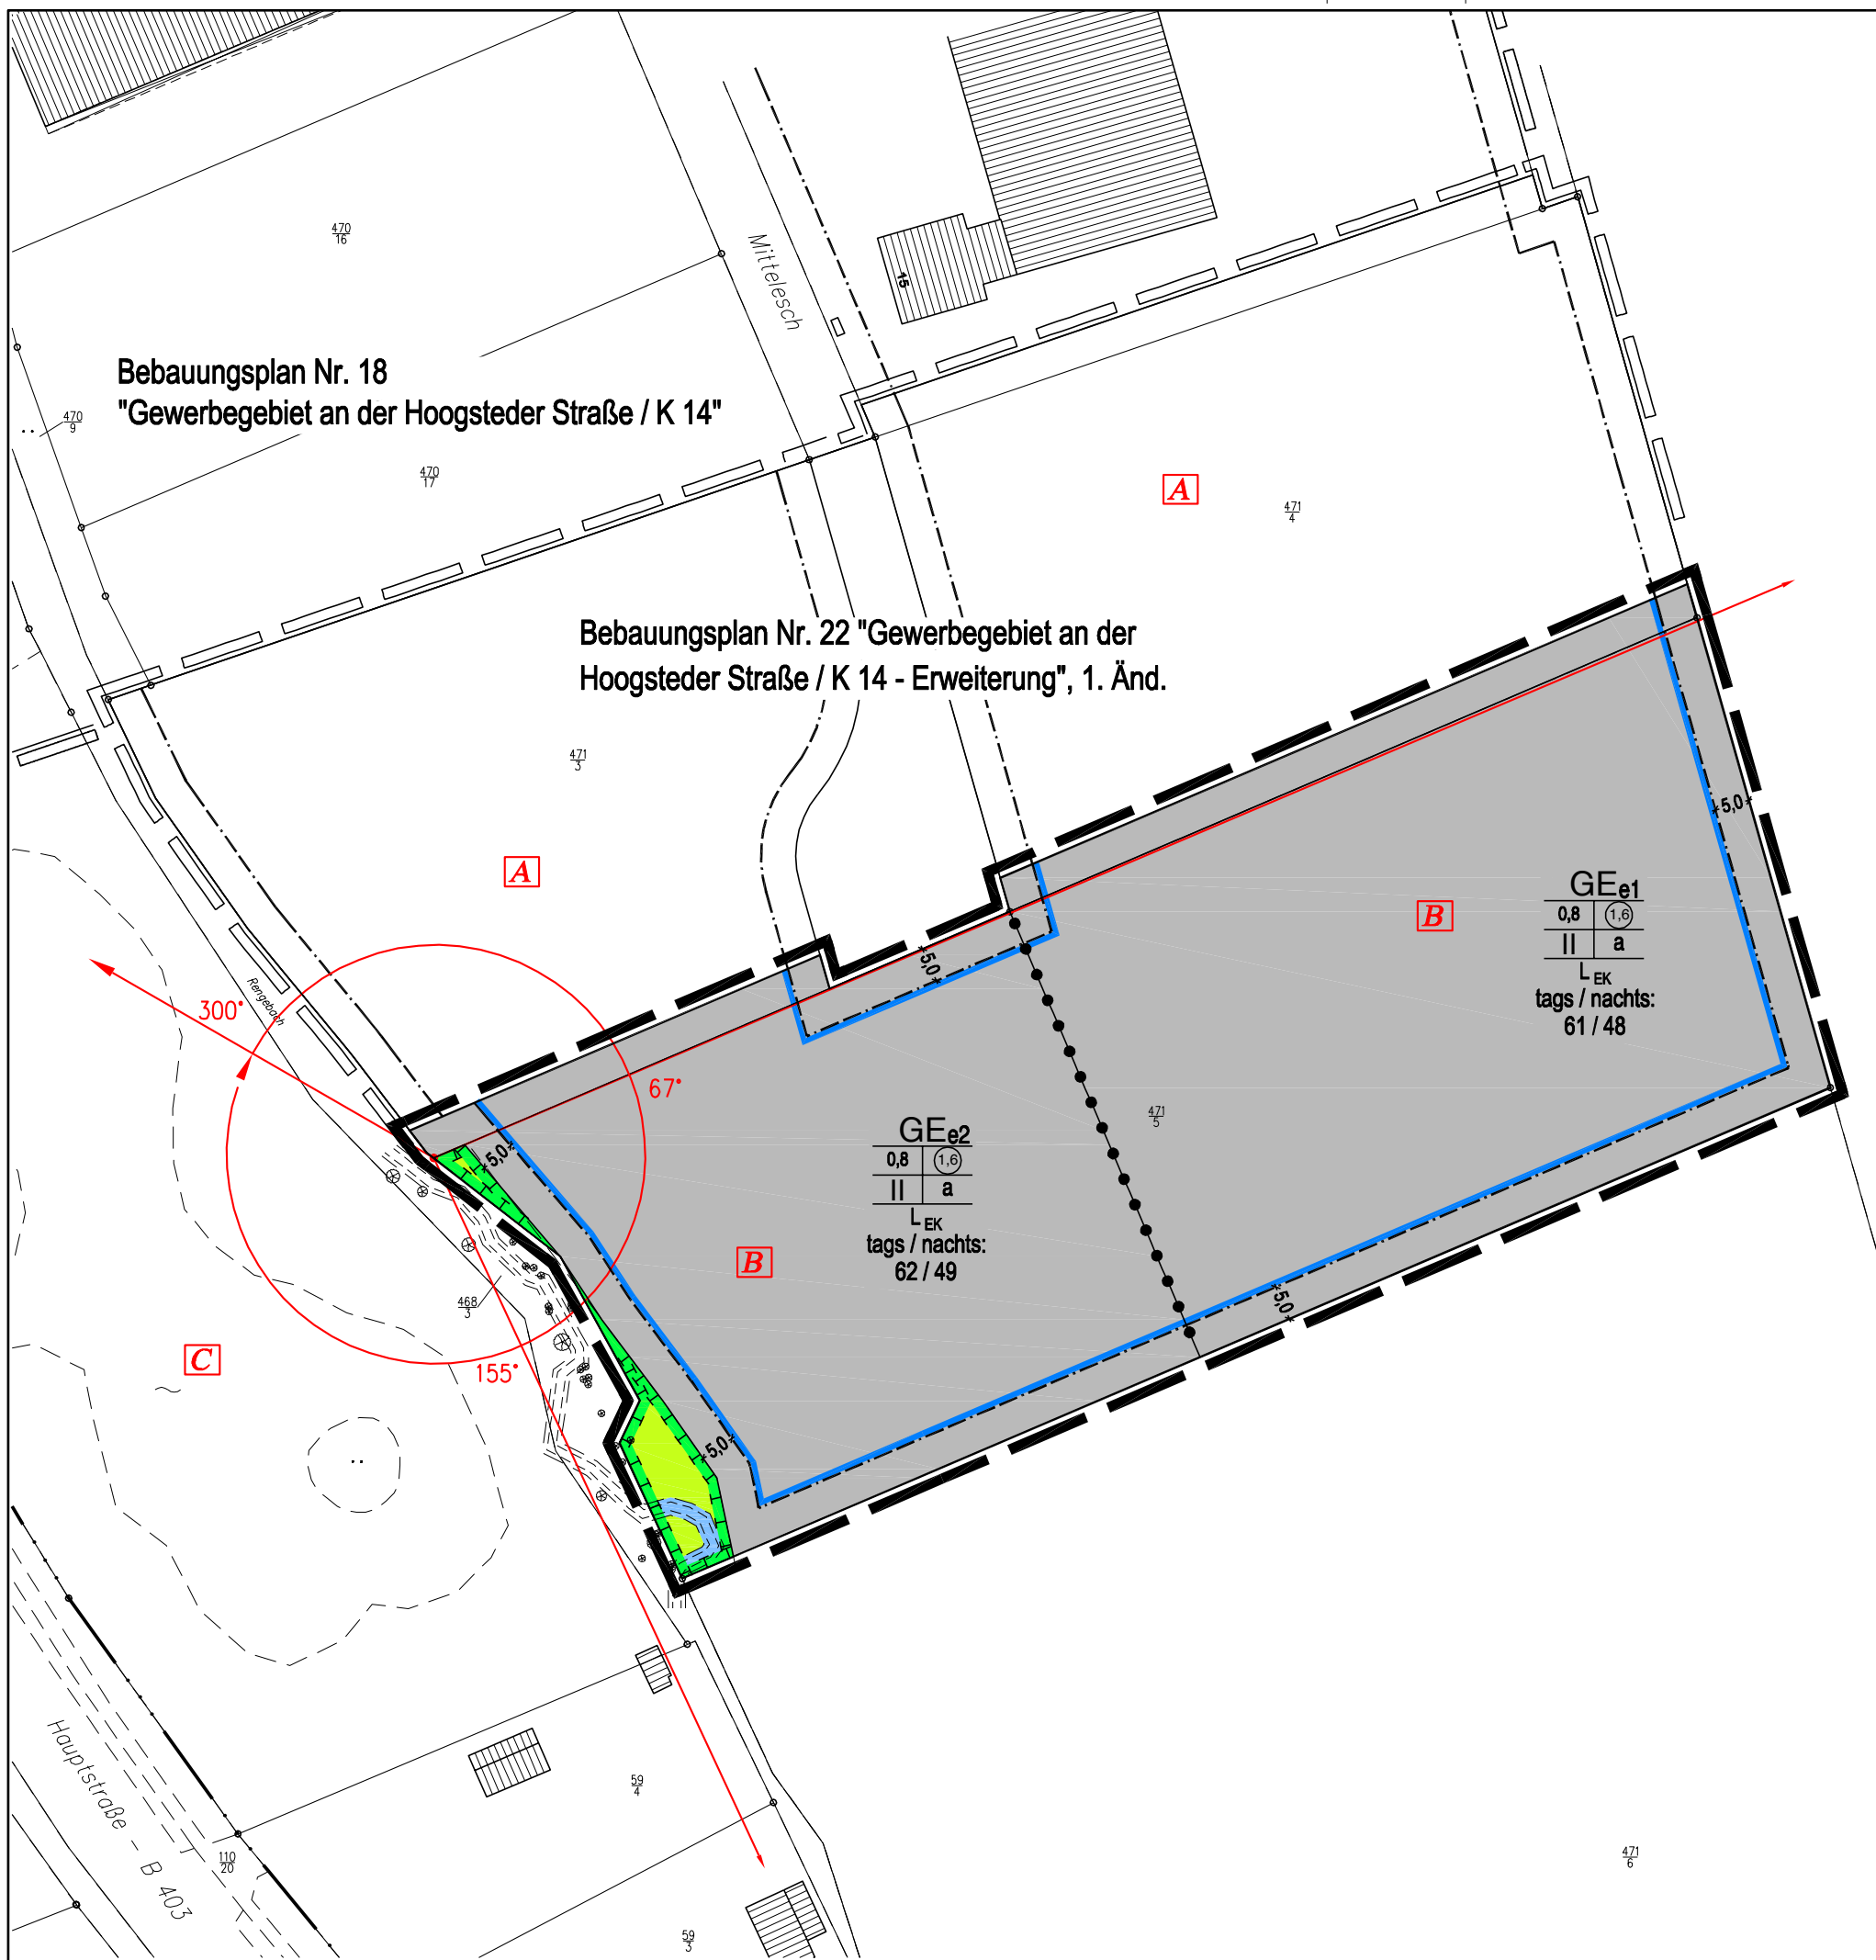 470
16
Mittelesch
15
Bebauungsplan Nr. 18
"Gewerbegebiet an der Hoogsteder Straße / K 14"
470
9
470
17
A
471
4
Bebauungsplan Nr. 22 "Gewerbegebiet an der
Hoogsteder Straße / K 14 - Erweiterung", 1. Änd.
471
3
5,0
A
GEe1
0,8 1,6
II a
LEK
tags / nachts:
61 / 48
B
5,0
Rengebach
300°
67°
471
5
GEe2
0,8 1,6
II a
LEK
tags / nachts:
62 / 49
5,0
B
468
3
5,0
C
155°
5,0
Hauptstraße - B 403
59
4
110
20
471
6
59
3